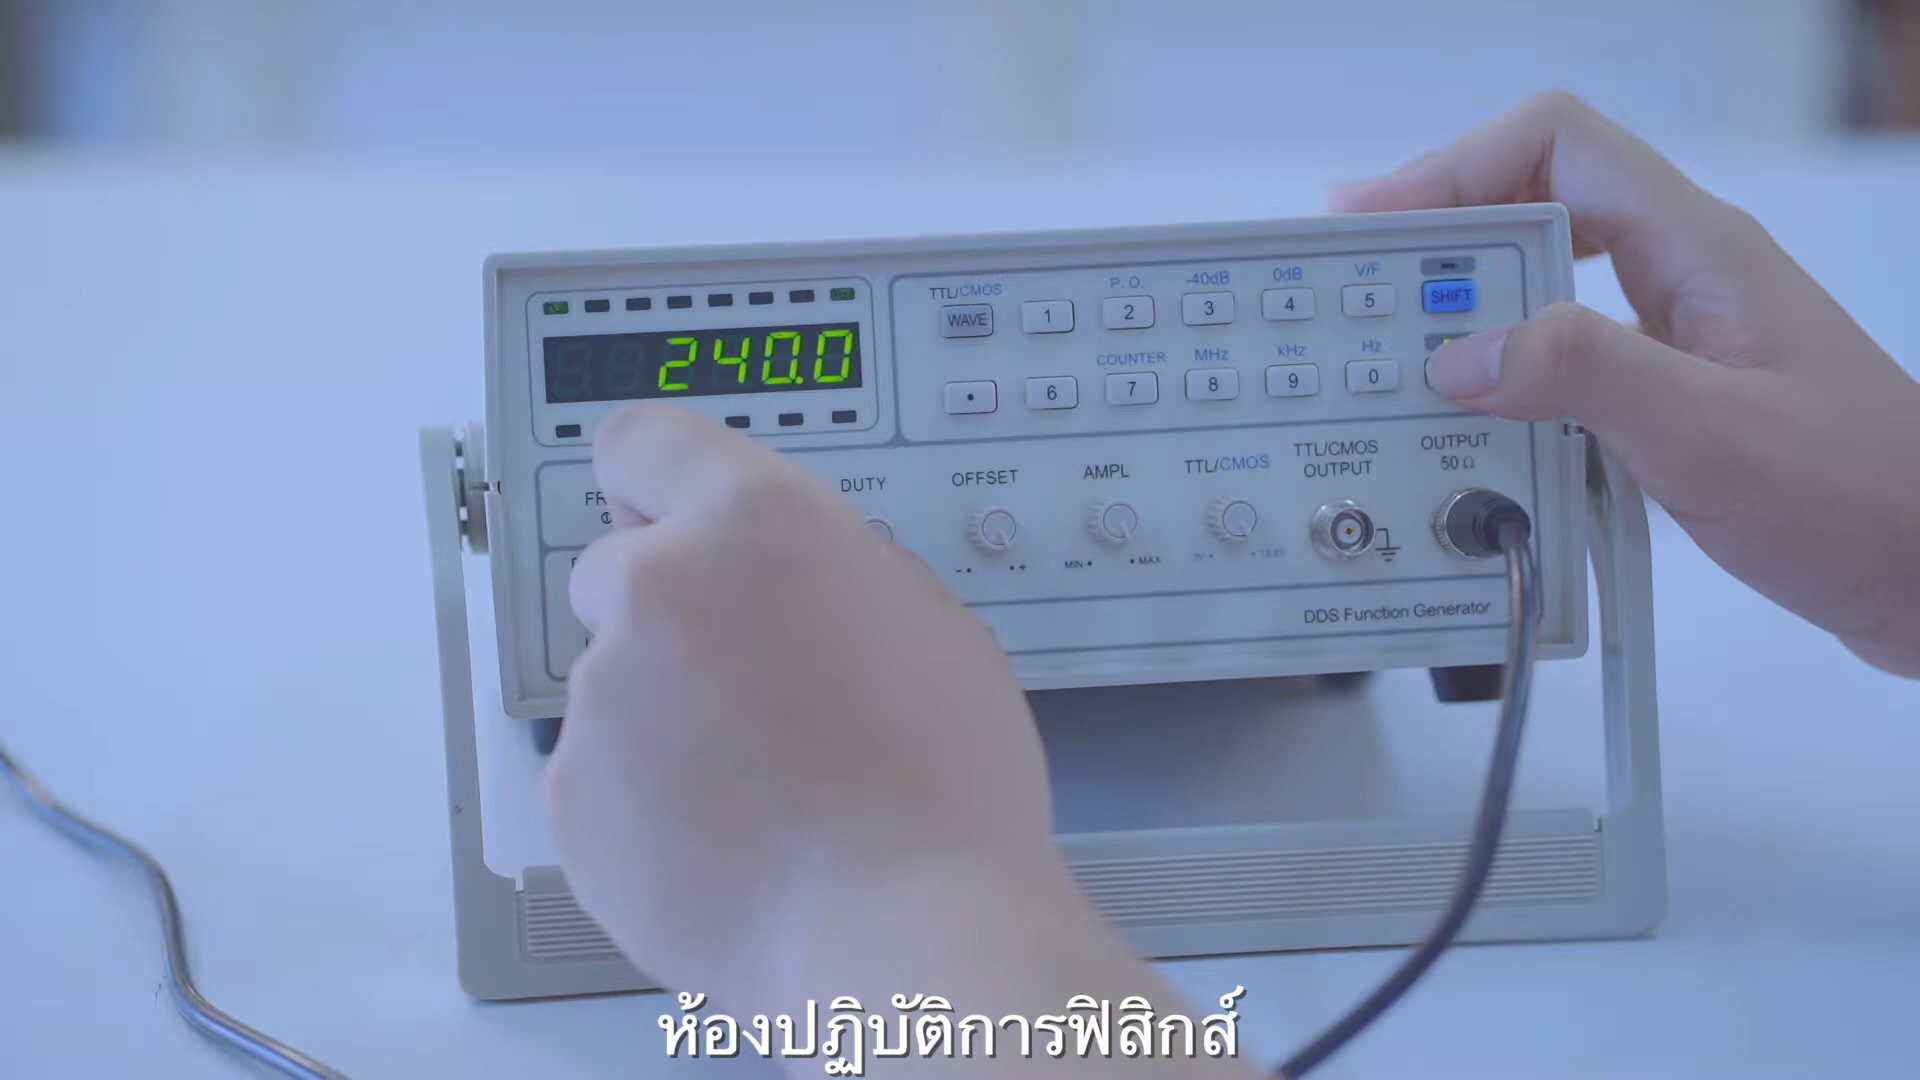 240.0
TTL/CMOS
P. O.
-40dB
0dB
V/F
WAVE
1
2
3
4
5
SHIFT
COUNTER
MHz
kHz
Hz
•
6
7
8
9
0
DUTY
OFFSET
AMPL
TTL/CMOS
TTL/CMOS
OUTPUT
OUTPUT
50 Ω
- • • +
MIN • • MAX
DDS Function Generator
ห้องปฏิบัติการฟิสิกส์